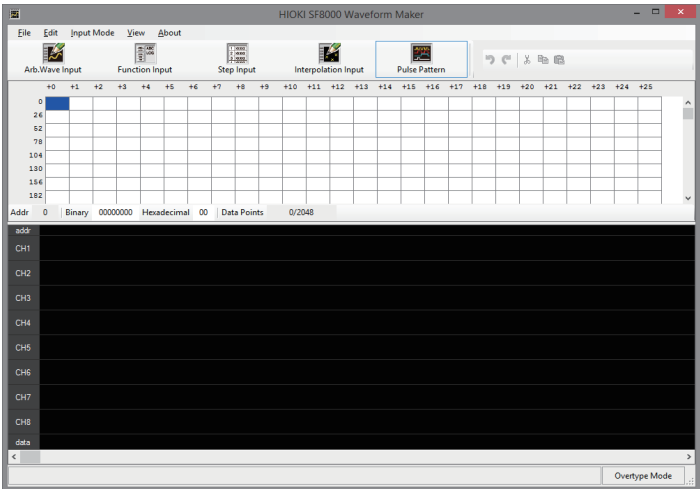 HIOKI SF8000 Waveform Maker
File Edit Input Mode View About
Arb.Wave Input Function Input Step Input Interpolation Input Pulse Pattern
+0 +1 +2 +3 +4 +5 +6 +7 +8 +9 +10 +11 +12 +13 +14 +15 +16 +17 +18 +19 +20 +21 +22 +23 +24 +25
0
26
52
78
104
130
156
182
Addr 0 Binary 00000000 Hexadecimal 00 Data Points 0/2048
addr
CH1
CH2
CH3
CH4
CH5
CH6
CH7
CH8
data
Overtype Mode